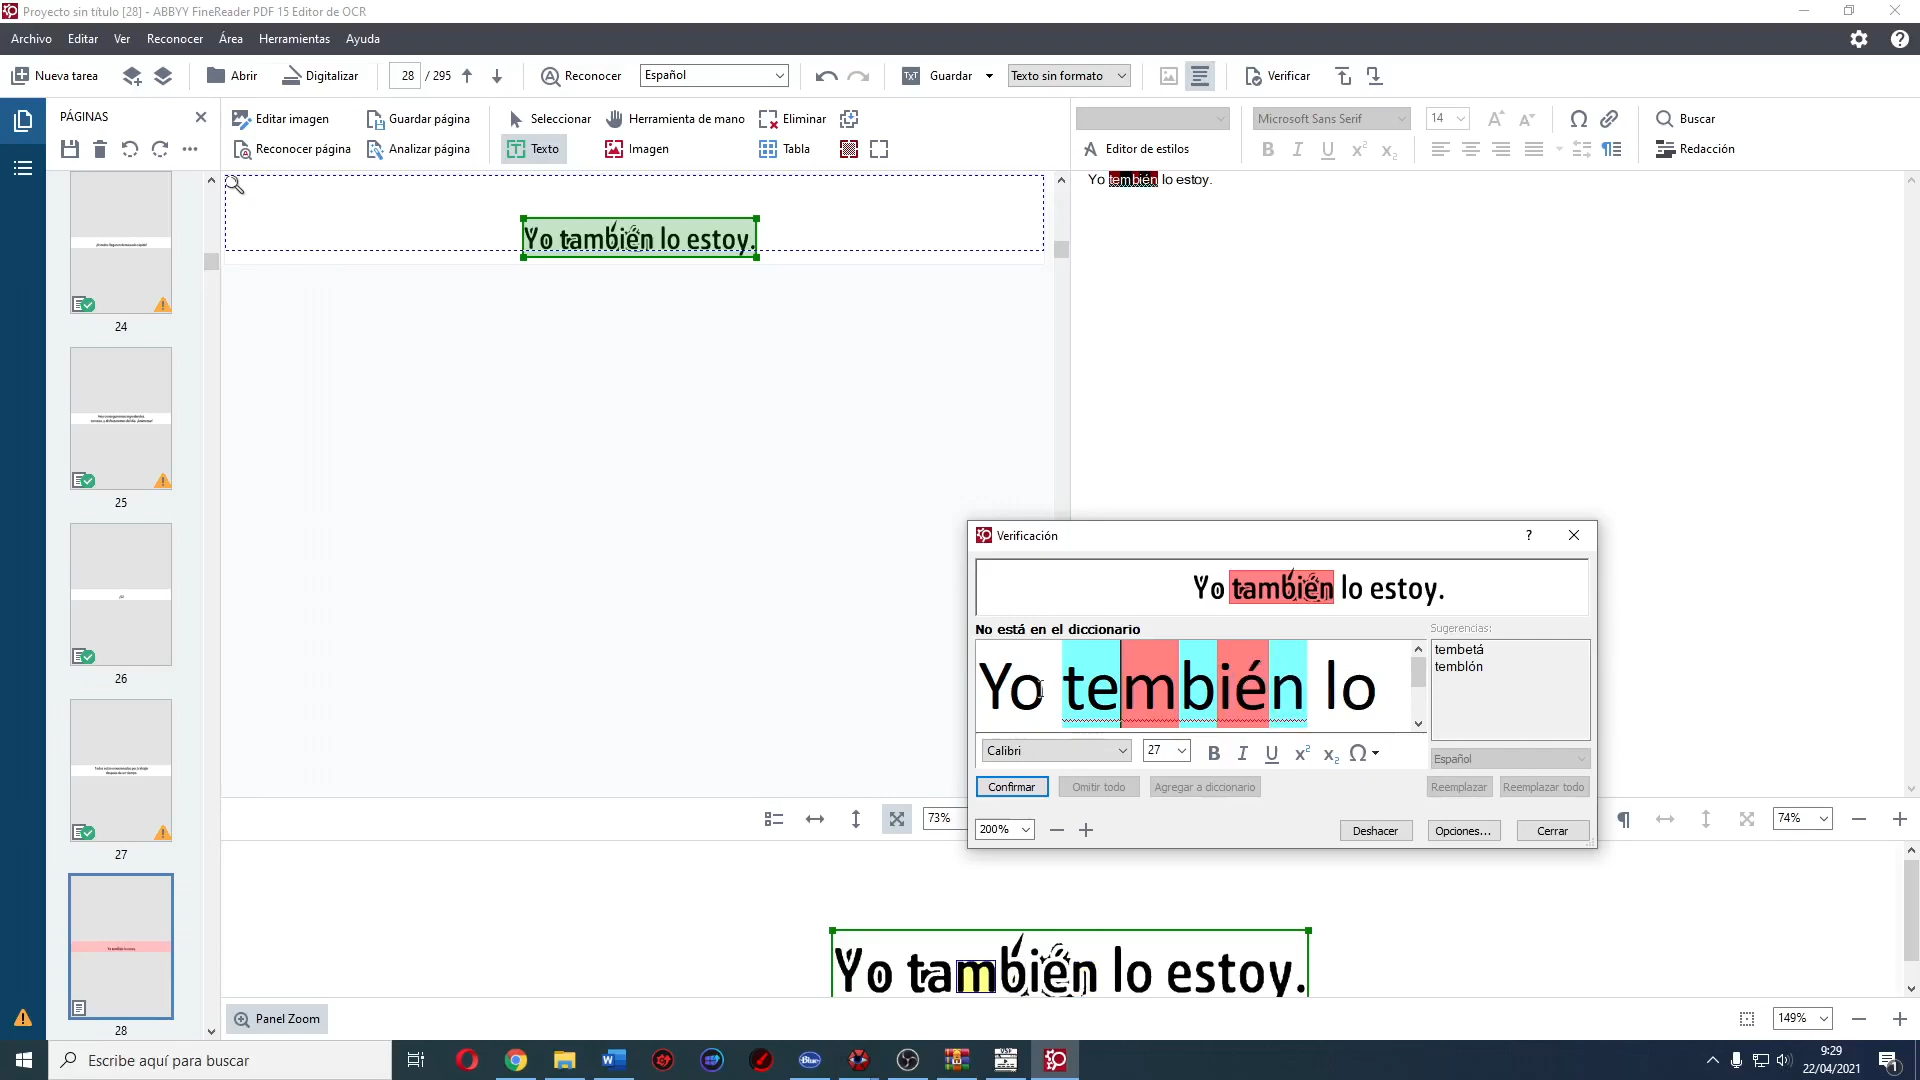 Proyecto sin título [28] - ABBYY FineReader PDF 15 Editor de OCR
Archivo Editar Ver Reconocer Área Herramientas Ayuda
Nueva tarea Abrir Digitalizar 28 / 295 Reconocer Español Guardar Texto sin formato Verificar
PÁGINAS
Editar imagen Guardar página Seleccionar Herramienta de mano Eliminar
Reconocer página Analizar página Texto Imagen Tabla
Microsoft Sans Serif 14 Buscar
Editor de estilos Redacción
Yo tembién lo estoy.
Yo también lo estoy.
24
25
26
27
28
Verificación
Yo también lo estoy.
No está en el diccionario
Sugerencias:
Yo tembién lo
tembetá
temblón
Calibri 27
Español
Confirmar Omitir todo Agregar a diccionario Reemplazar Reemplazar todo
200% Deshacer Opciones... Cerrar
73%
74%
Yo también lo estoy.
Panel Zoom
149%
Escribe aquí para buscar
9:29
22/04/2021